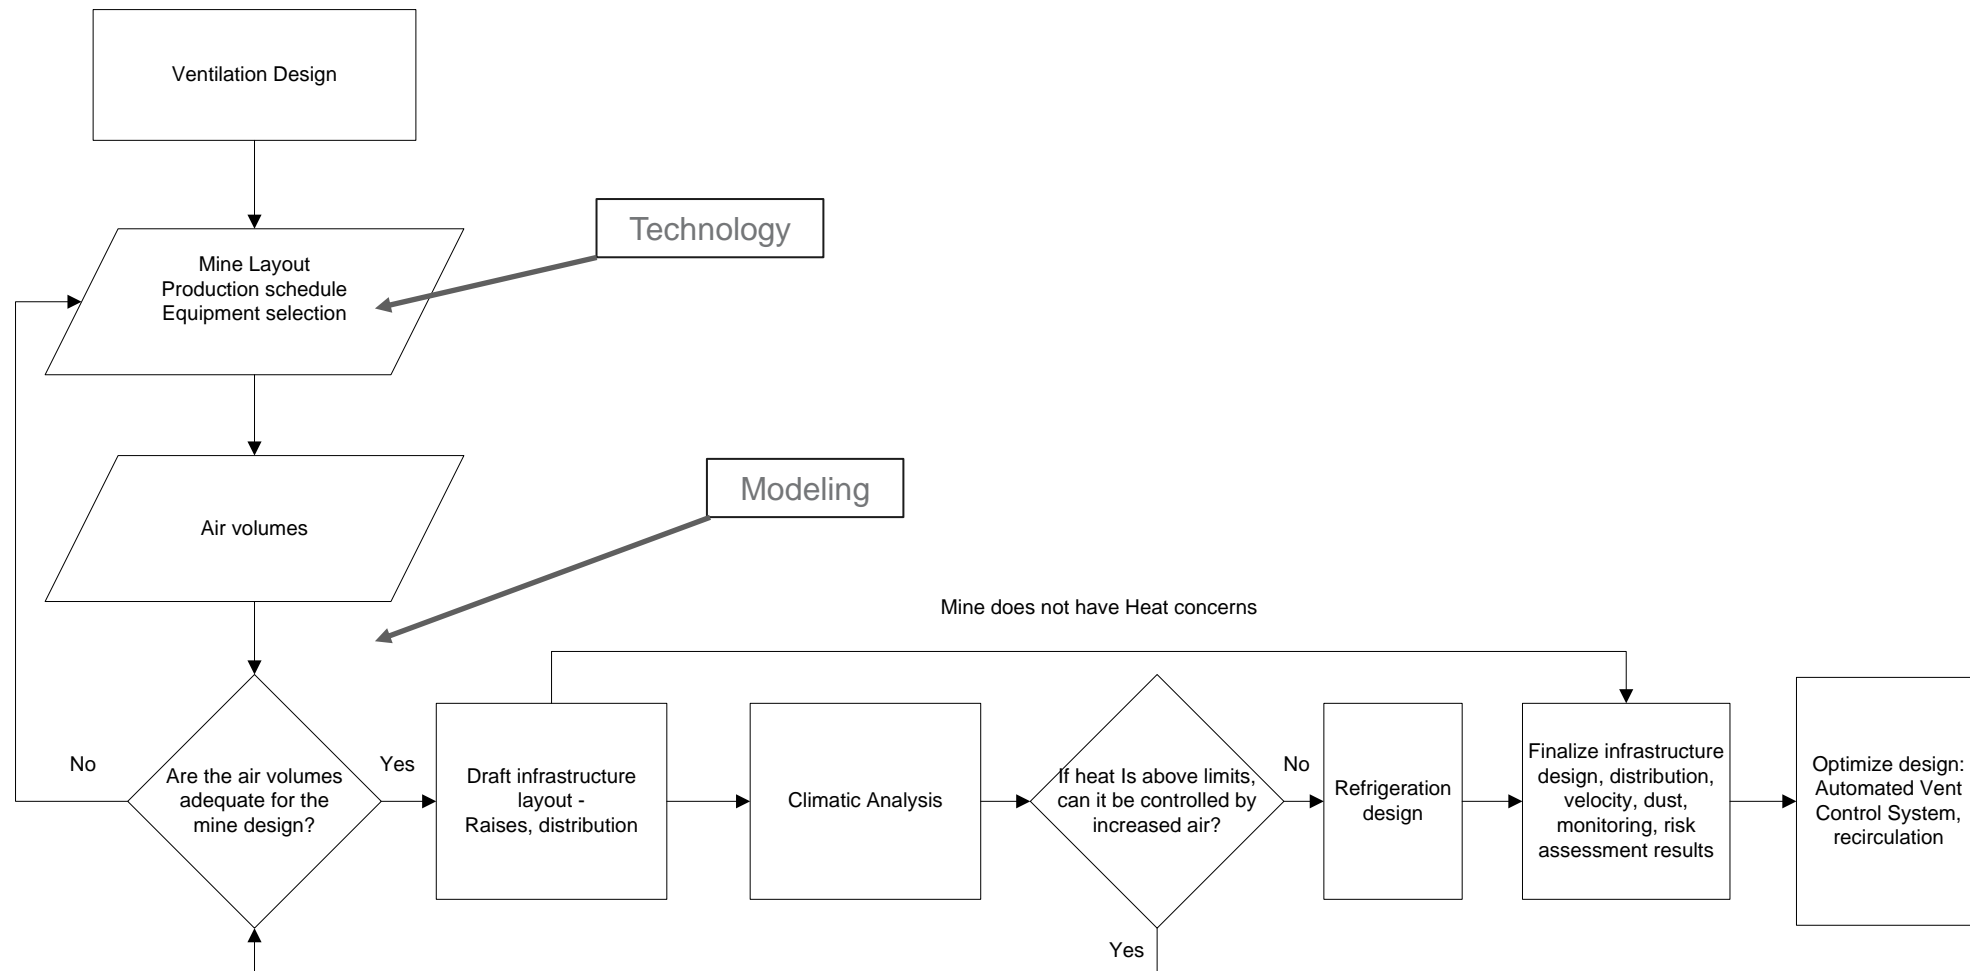 Ventilation Design
Technology
Mine Layout
Production schedule
Equipment selection
Modeling
Air volumes
Mine does not have Heat concerns
No
Are the air volumes
adequate for the
mine design?
Yes
Draft infrastructure
layout -
Raises, distribution
Climatic Analysis
If heat Is above limits,
can it be controlled by
increased air?
No
Yes
Refrigeration
design
Finalize infrastructure
design, distribution,
velocity, dust,
monitoring, risk
assessment results
Optimize design:
Automated Vent
Control System,
recirculation